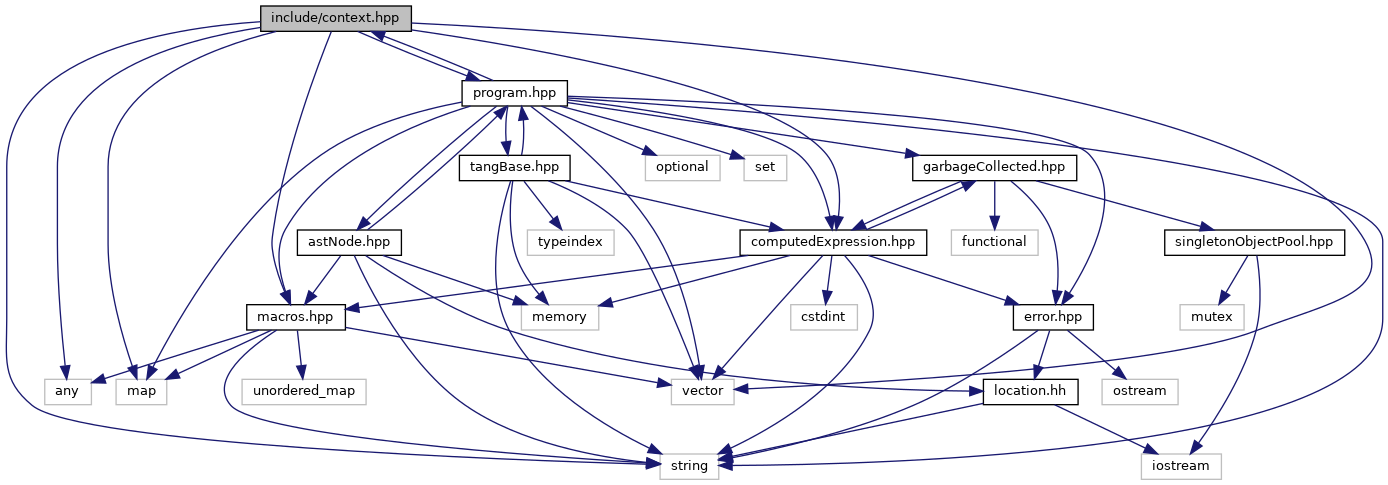 include/context.hpp
program.hpp
tangBase.hpp
optional
set
garbageCollected.hpp
astNode.hpp
typeindex
computedExpression.hpp
functional
singletonObjectPool.hpp
macros.hpp
memory
cstdint
error.hpp
mutex
any
map
unordered_map
vector
location.hh
ostream
string
iostream